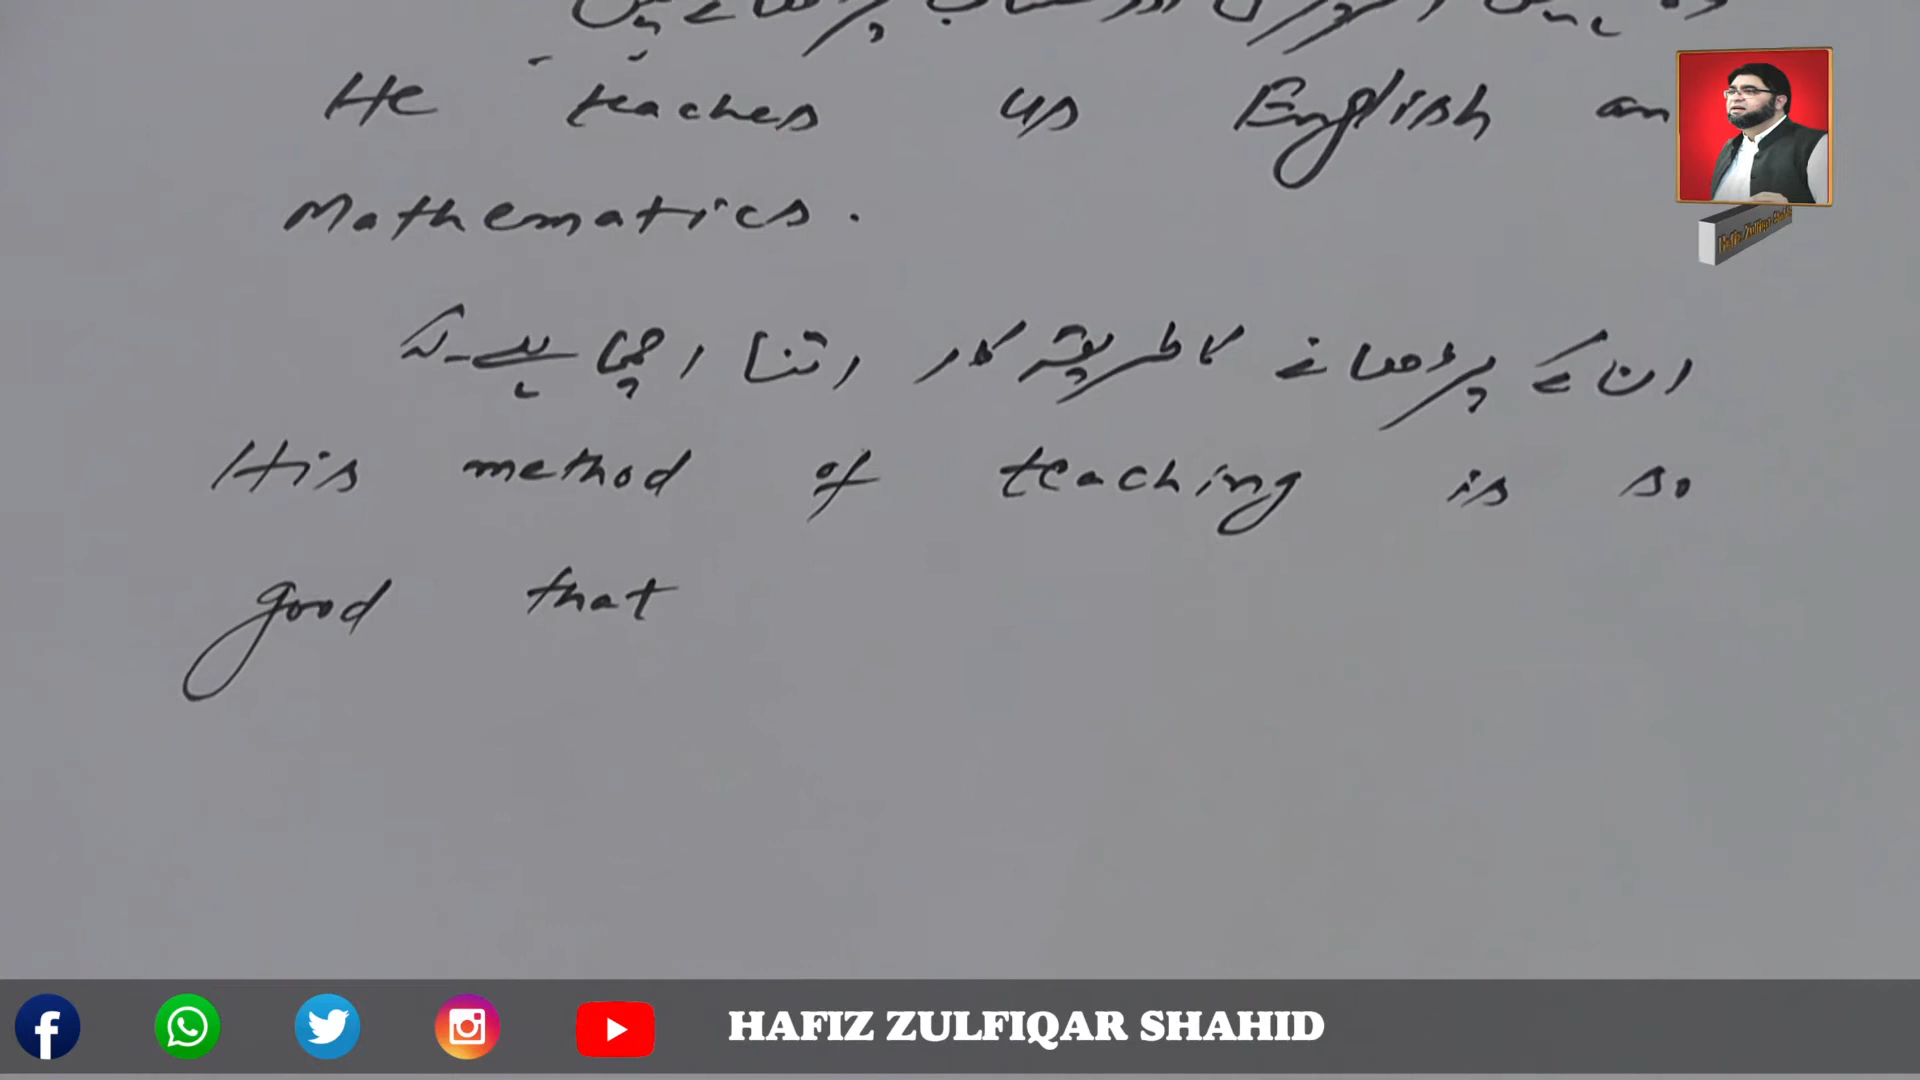 He teaches us English an
Mathematics.
ان کے پڑھانے کا طریقہ کار اتنا اچھا ہے۔ کہ
His method of teaching is so
good that
HAFIZ ZULFIQAR SHAHID